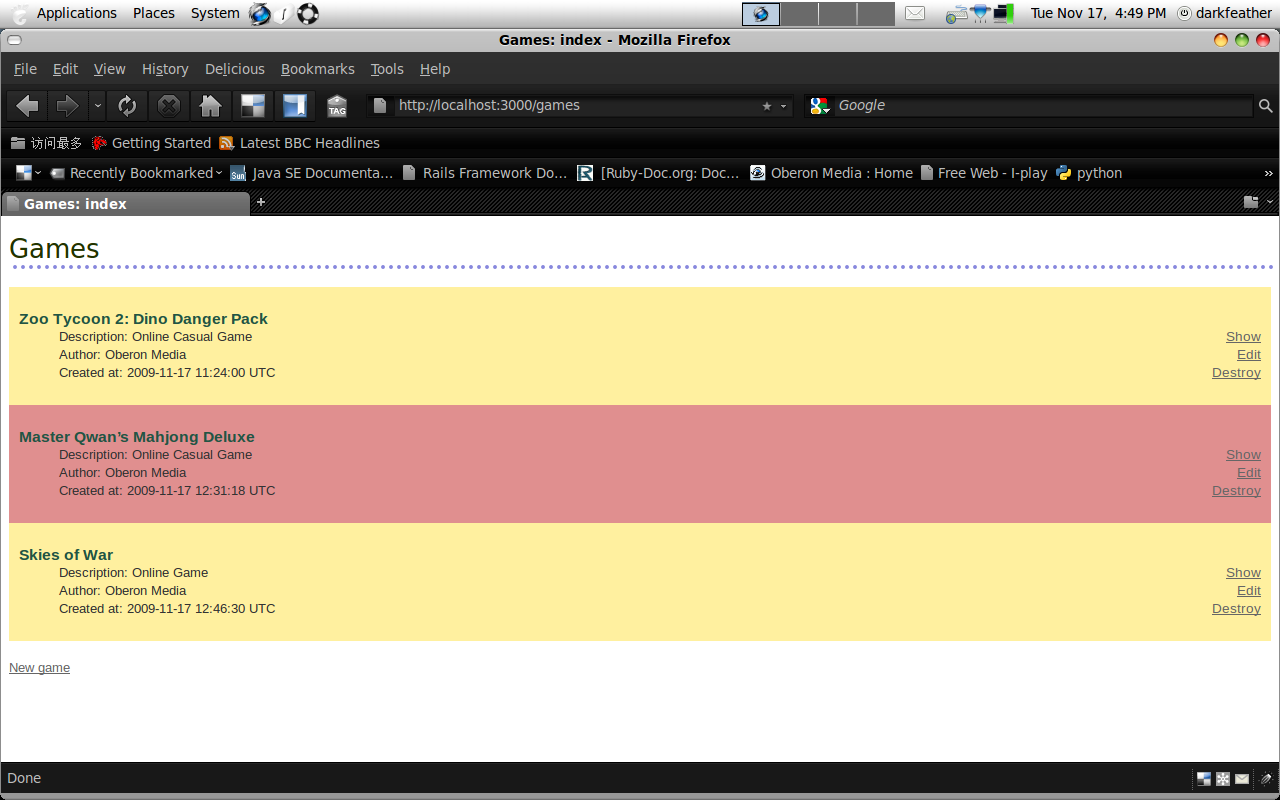 Applications Places System Tue Nov 17, 4:49 PM darkfeather
Games: index - Mozilla Firefox
File Edit View History Delicious Bookmarks Tools Help
TAG http://localhost:3000/games Google
访问最多 Getting Started Latest BBC Headlines
Recently Bookmarked Sun Java SE Documenta... Rails Framework Do... [Ruby-Doc.org: Doc... Oberon Media : Home Free Web - I-play python »
Games: index +
Games
Zoo Tycoon 2: Dino Danger Pack
Description: Online Casual Game Show
Author: Oberon Media Edit
Created at: 2009-11-17 11:24:00 UTC Destroy
Master Qwan’s Mahjong Deluxe
Description: Online Casual Game Show
Author: Oberon Media Edit
Created at: 2009-11-17 12:31:18 UTC Destroy
Skies of War
Description: Online Game Show
Author: Oberon Media Edit
Created at: 2009-11-17 12:46:30 UTC Destroy
New game
Done